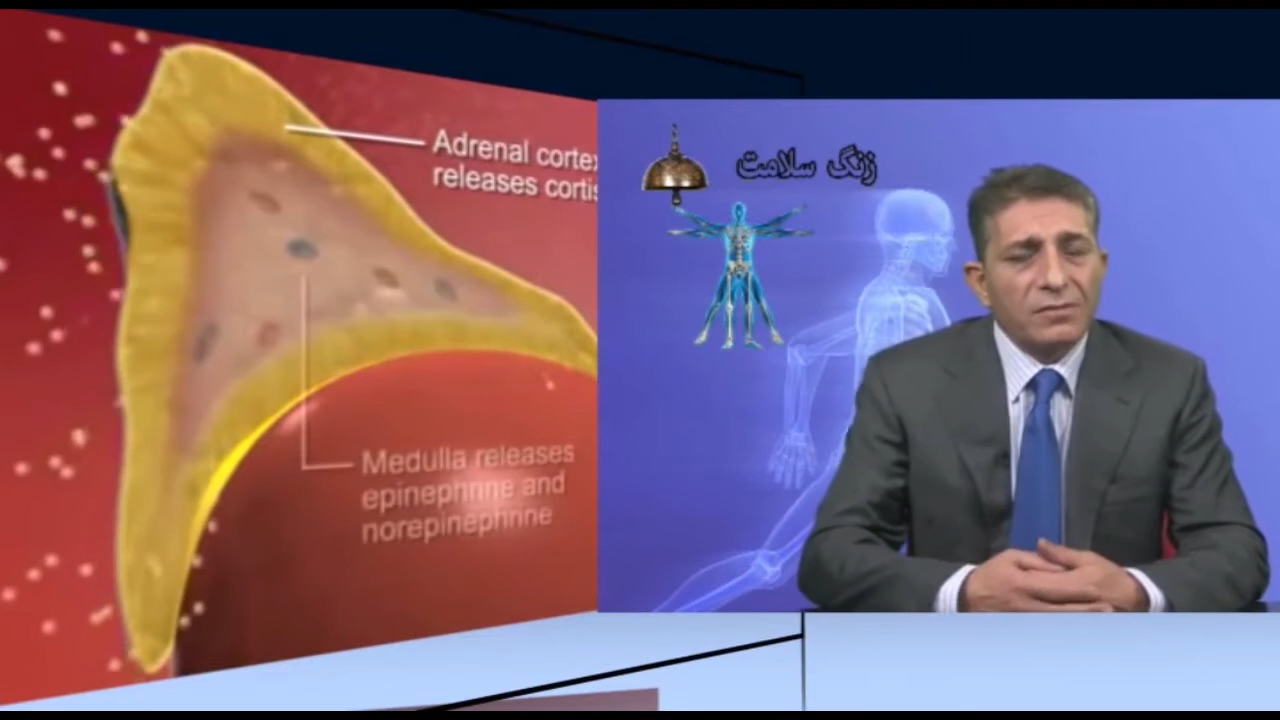 Adrenal cortex
releases cortis
Medulla releases
epinephrine and
norepinephrine
زنگ سلامت